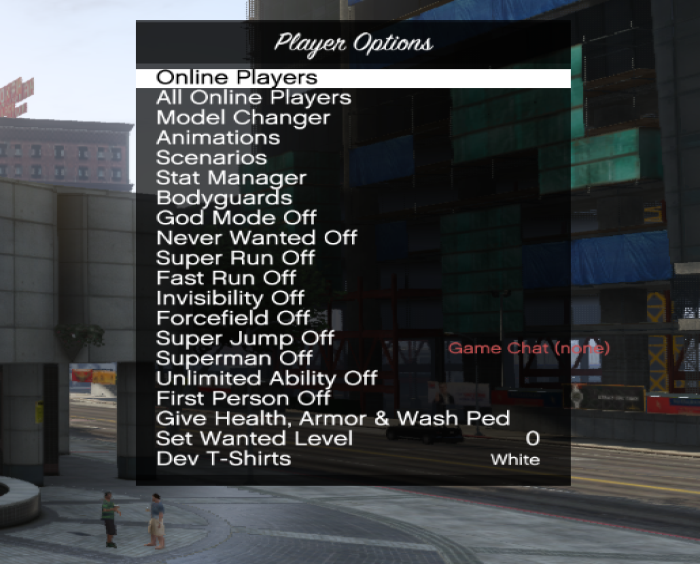 Player Options
Online Players
All Online Players
Model Changer
Animations
Scenarios
Stat Manager
Bodyguards
God Mode Off
Never Wanted Off
Super Run Off
Fast Run Off
Invisibility Off
Forcefield Off
Super Jump Off
Game Chat (none)
Superman Off
Unlimited Ability Off
First Person Off
Give Health, Armor & Wash Ped
Set Wanted Level 0
Dev T-Shirts White